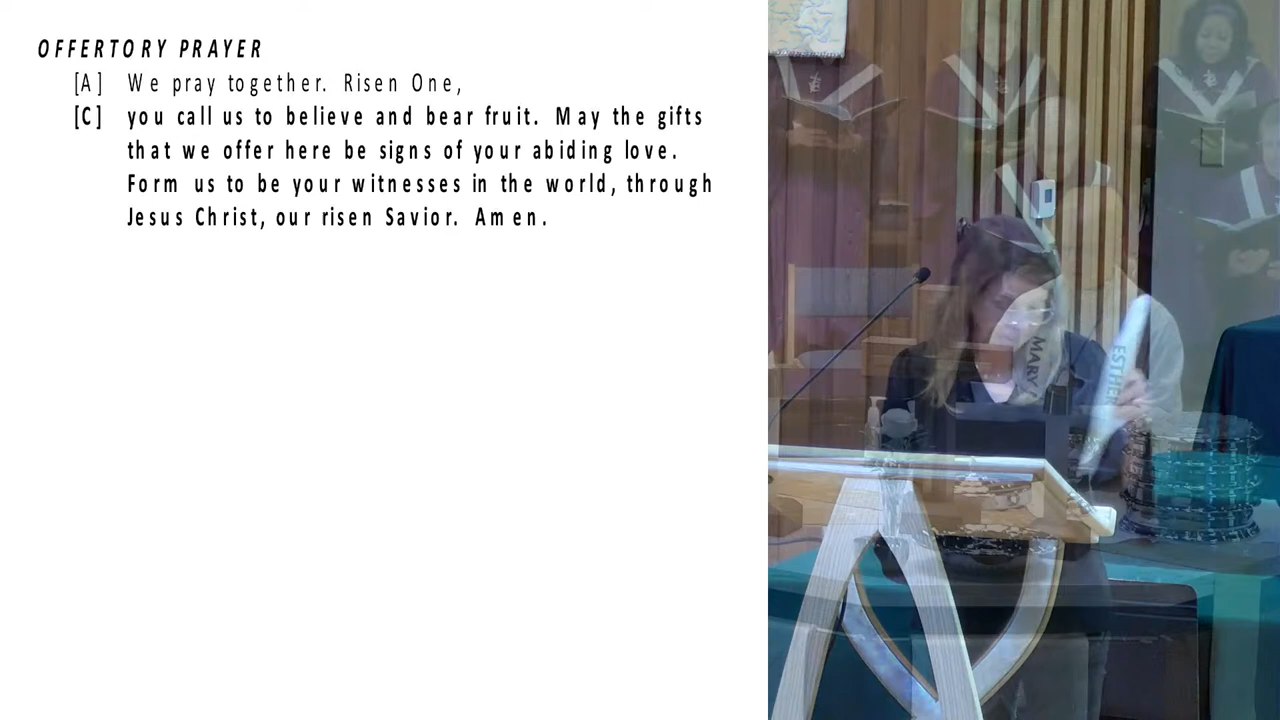 OFFERTORY PRAYER
[A] We pray together. Risen One,
[C] you call us to believe and bear fruit. May the gifts
that we offer here be signs of your abiding love.
Form us to be your witnesses in the world, through
Jesus Christ, our risen Savior. Amen.
MARY
ESTHER